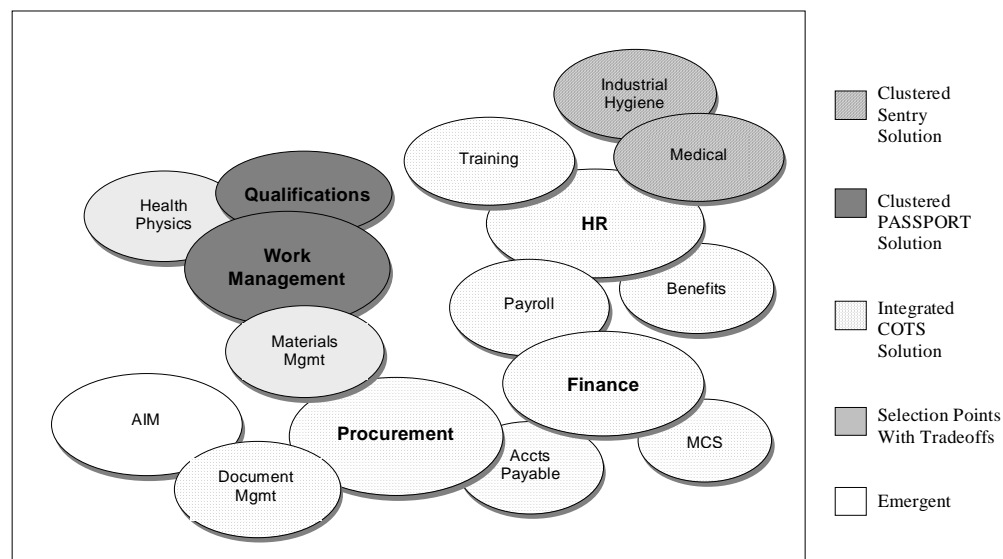 Industrial
Hygiene
Training
Medical
Qualifications
Health
Physics
HR
Work
Management
Benefits
Payroll
Materials
Mgmt
Finance
AIM
Procurement
MCS
Accts
Payable
Document
Mgmt
Clustered
Sentry
Solution
Clustered
PASSPORT
Solution
Integrated
COTS
Solution
Selection Points
With Tradeoffs
Emergent